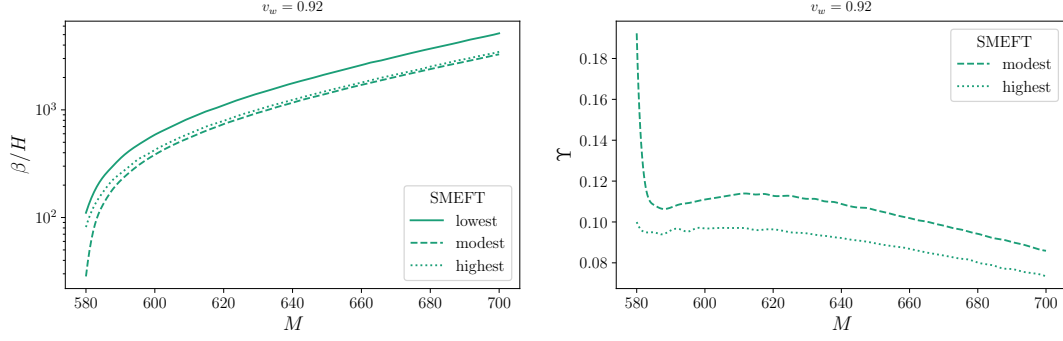 v_w = 0.92
β/H
10^3
10^2
580 600 620 640 660 680 700
M
SMEFT
lowest
modest
highest
v_w = 0.92
ϒ
0.18
0.16
0.14
0.12
0.10
0.08
580 600 620 640 660 680 700
M
SMEFT
modest
highest